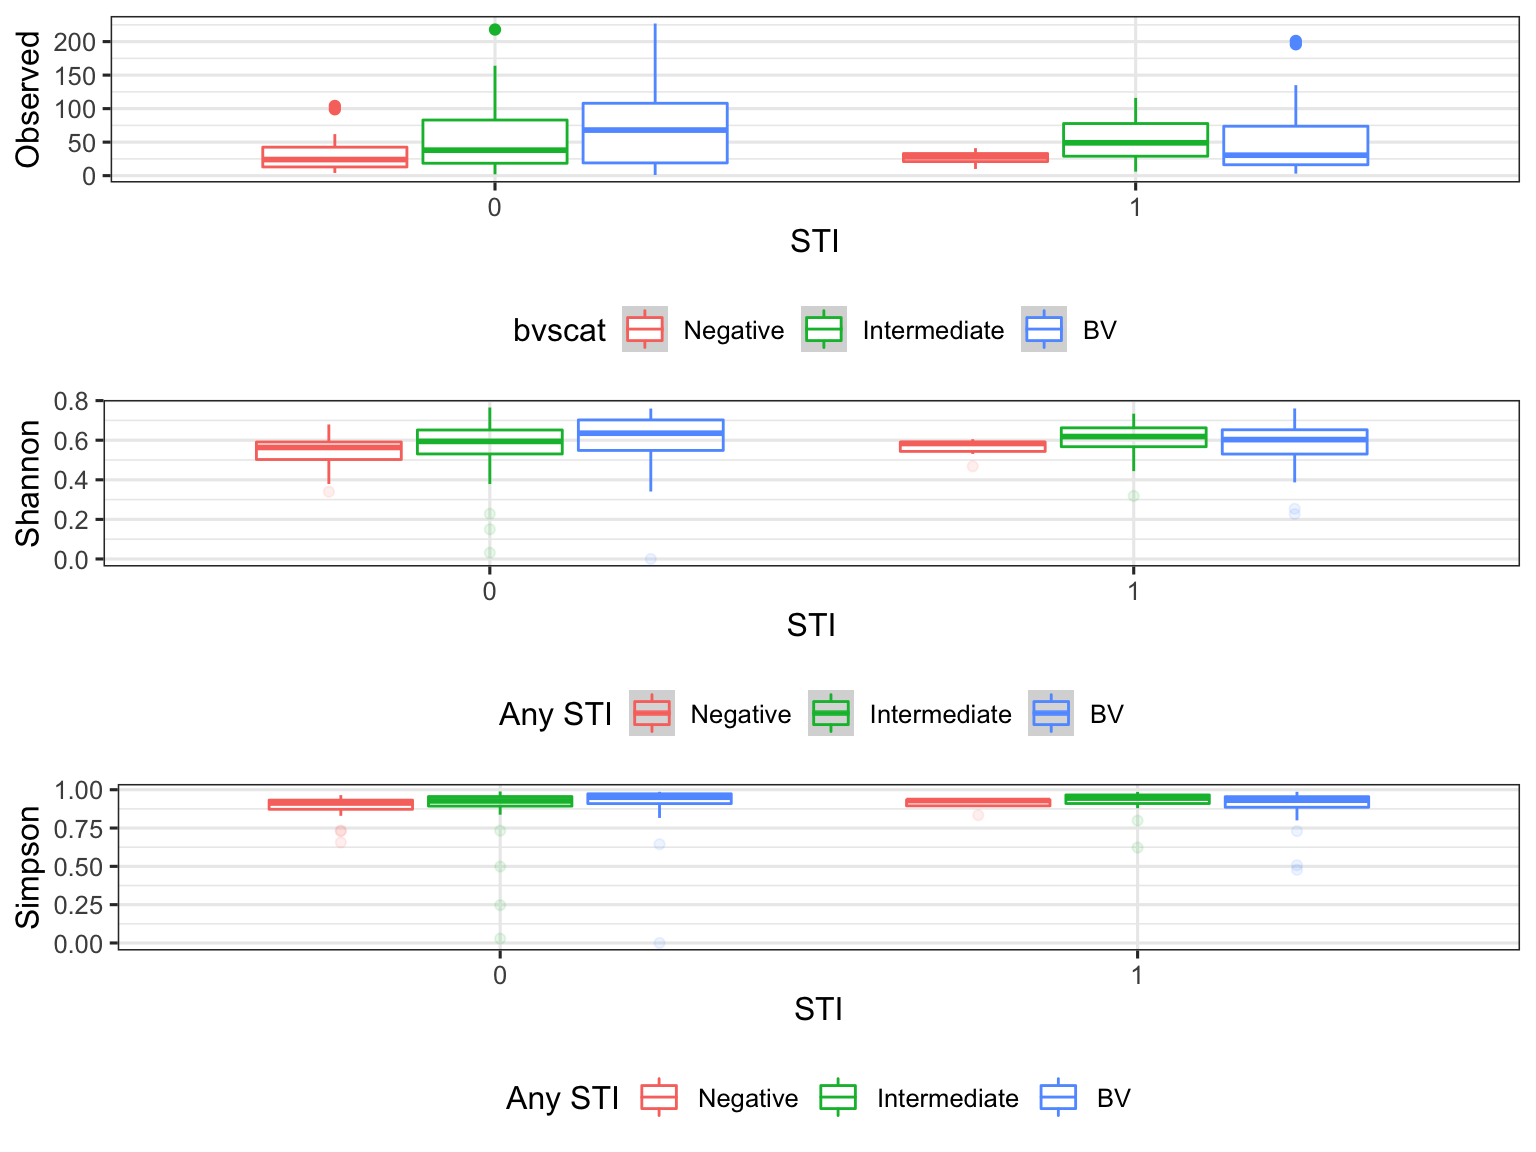 Observed
200
150
100
50
0
0 1
STI
bvscat Negative Intermediate BV
Shannon
0.8
0.6
0.4
0.2
0.0
0 1
STI
Any STI Negative Intermediate BV
Simpson
1.00
0.75
0.50
0.25
0.00
0 1
STI
Any STI Negative Intermediate BV